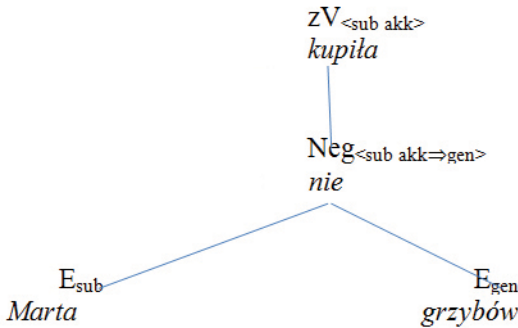 zV<sub akk>
kupiła
Neg<sub akk⇒gen>
nie
Esub Egen
Marta grzybów